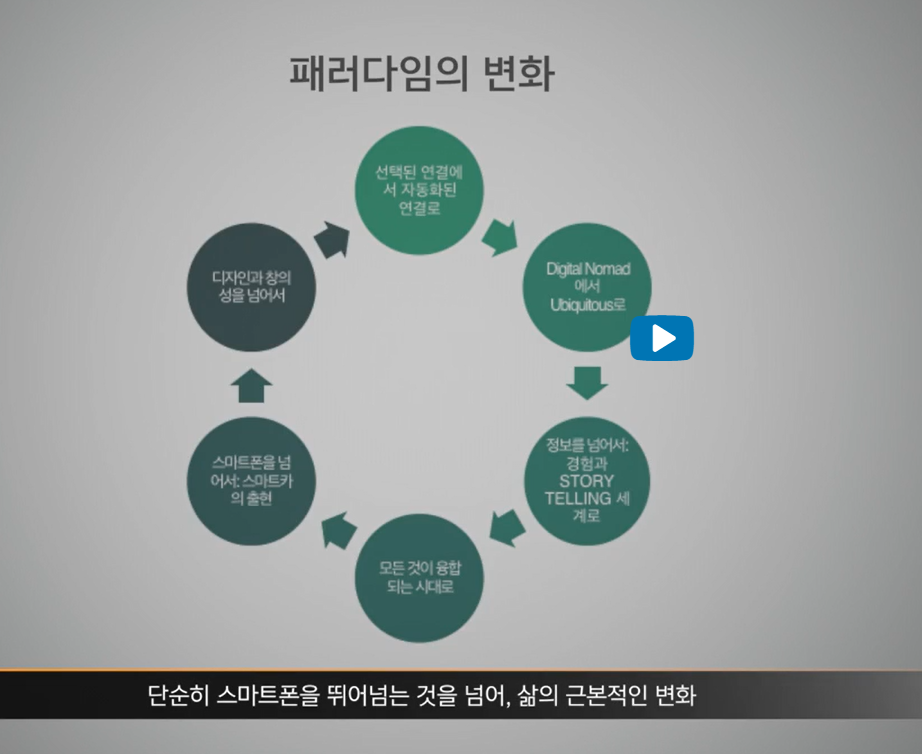 패러다임의 변화
선택된 연결에
서 자동화된
연결로
Digital Nomad
에서
Ubiquitous로
정보를 넘어서:
경험과
STORY
TELLING 세
계로
모든 것이 융합
되는 시대로
스마트폰을 넘
어서: 스마트카
의 출현
디자인과 창의
성을 넘어서
단순히 스마트폰을 뛰어넘는 것을 넘어, 삶의 근본적인 변화